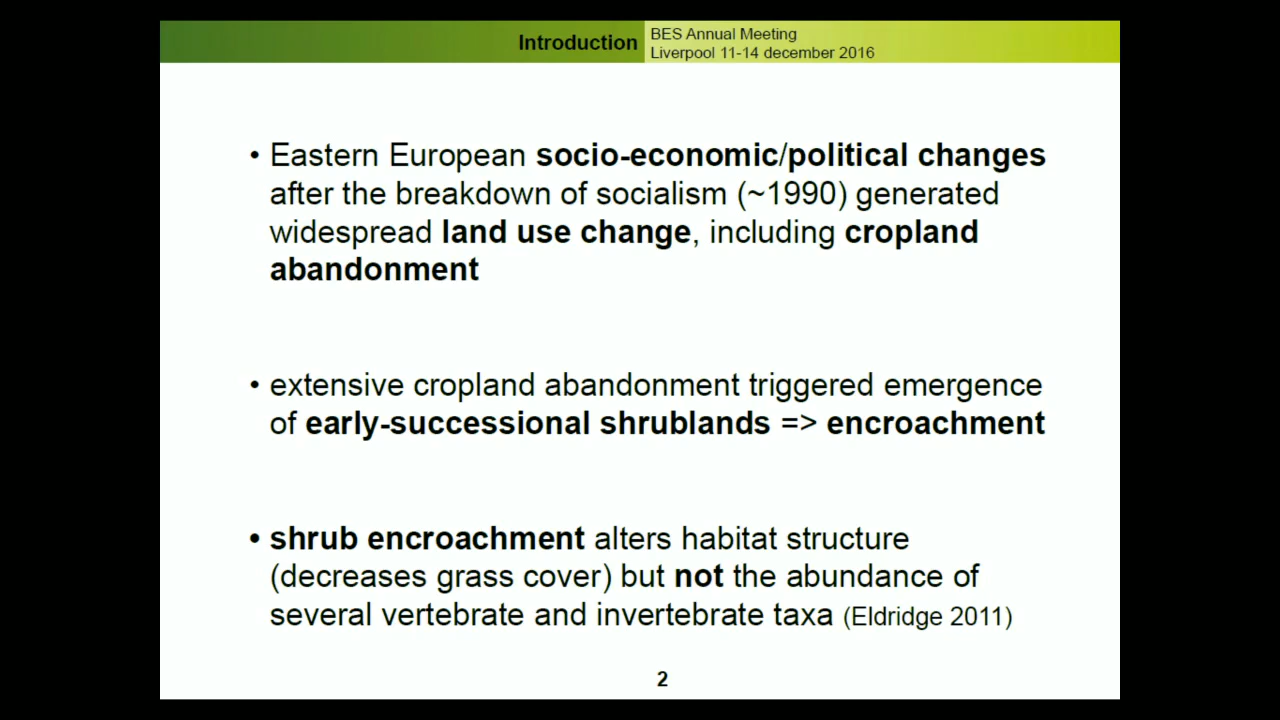 Introduction
BES Annual Meeting
Liverpool 11-14 december 2016
• Eastern European socio-economic/political changes
after the breakdown of socialism (~1990) generated
widespread land use change, including cropland
abandonment
• extensive cropland abandonment triggered emergence
of early-successional shrublands => encroachment
• shrub encroachment alters habitat structure
(decreases grass cover) but not the abundance of
several vertebrate and invertebrate taxa (Eldridge 2011)
2